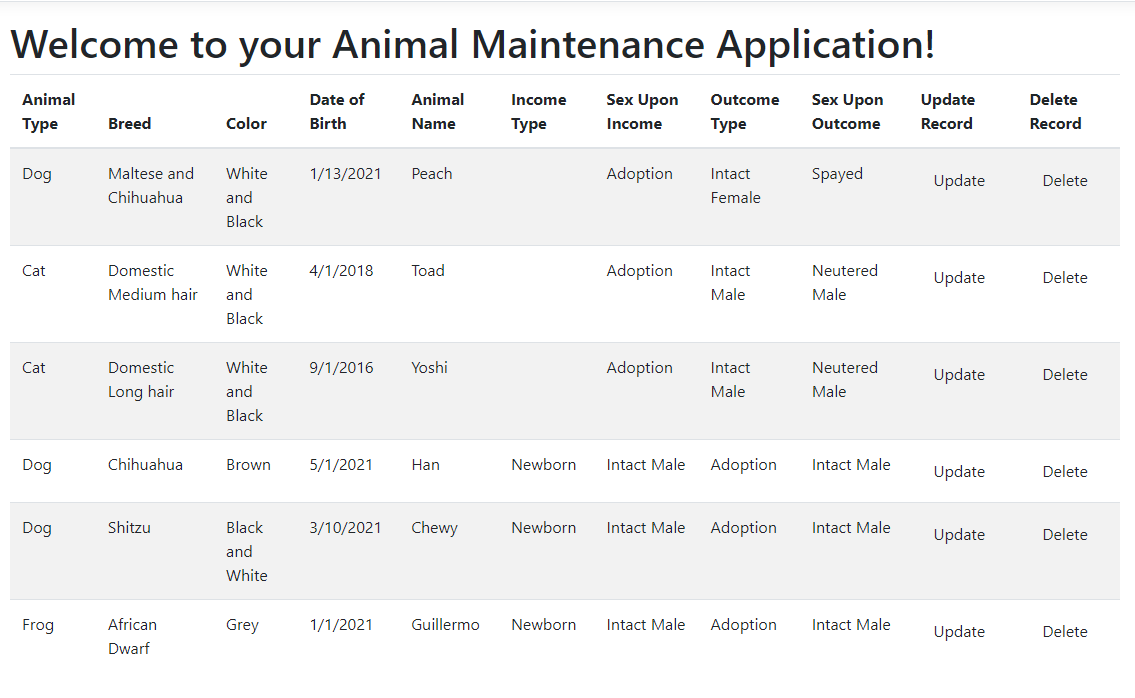 Welcome to your Animal Maintenance Application!
Animal Type Breed Color Date of Birth Animal Name Income Type Sex Upon Income Outcome Type Sex Upon Outcome Update Record Delete Record
Dog Maltese and Chihuahua White and Black 1/13/2021 Peach Adoption Intact Female Spayed Update Delete
Cat Domestic Medium hair White and Black 4/1/2018 Toad Adoption Intact Male Neutered Male Update Delete
Cat Domestic Long hair White and Black 9/1/2016 Yoshi Adoption Intact Male Neutered Male Update Delete
Dog Chihuahua Brown 5/1/2021 Han Newborn Intact Male Adoption Intact Male Update Delete
Dog Shitzu Black and White 3/10/2021 Chewy Newborn Intact Male Adoption Intact Male Update Delete
Frog African Dwarf Grey 1/1/2021 Guillermo Newborn Intact Male Adoption Intact Male Update Delete